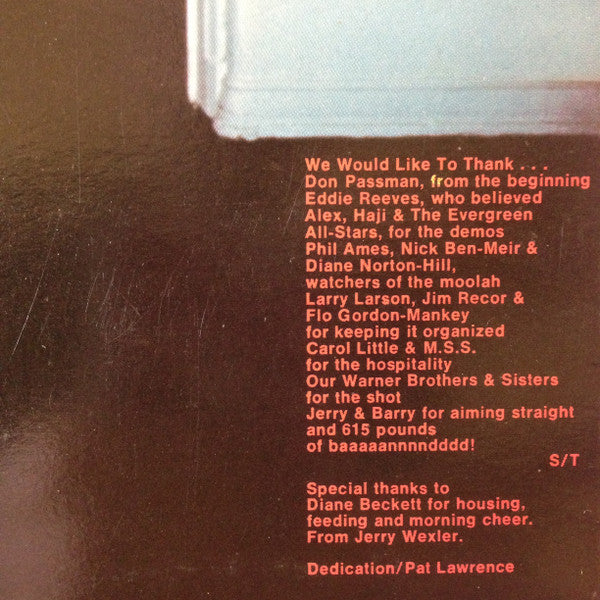 We Would Like To Thank . . .
Don Passman, from the beginning
Eddie Reeves, who believed
Alex, Haji & The Evergreen
All-Stars, for the demos
Phil Ames, Nick Ben-Meir &
Diane Norton-Hill,
watchers of the moolah
Larry Larson, Jim Recor &
Flo Gordon-Mankey
for keeping it organized
Carol Little & M.S.S.
for the hospitality
Our Warner Brothers & Sisters
for the shot
Jerry & Barry for aiming straight
and 615 pounds
of baaaaannnndddd!
S/T
Special thanks to
Diane Beckett for housing,
feeding and morning cheer.
From Jerry Wexler.
Dedication/Pat Lawrence